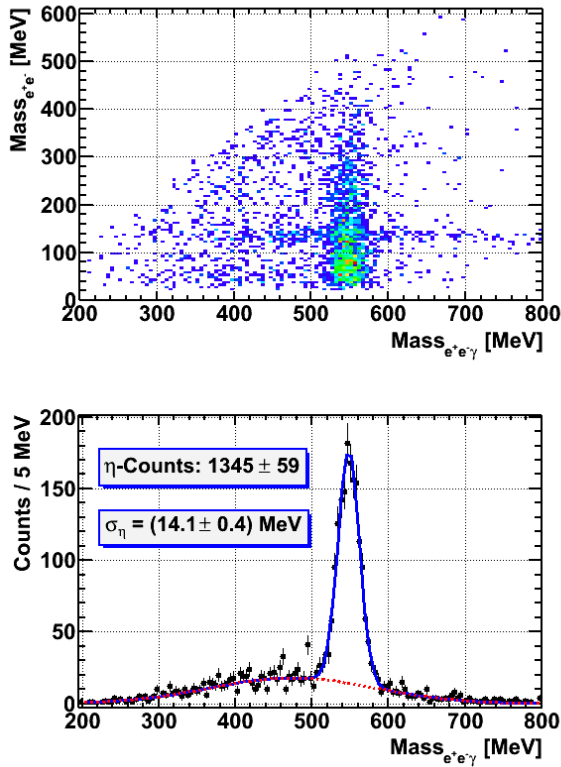 600
500
400
300
200
100
0
Mass_{e⁺e⁻} [MeV]
200 300 400 500 600 700 800
Mass_{e⁺e⁻γ} [MeV]
200
150
100
50
0
Counts / 5 MeV
η-Counts: 1345 ± 59
σ_η = (14.1 ± 0.4) MeV
200 300 400 500 600 700 800
Mass_{e⁺e⁻γ} [MeV]